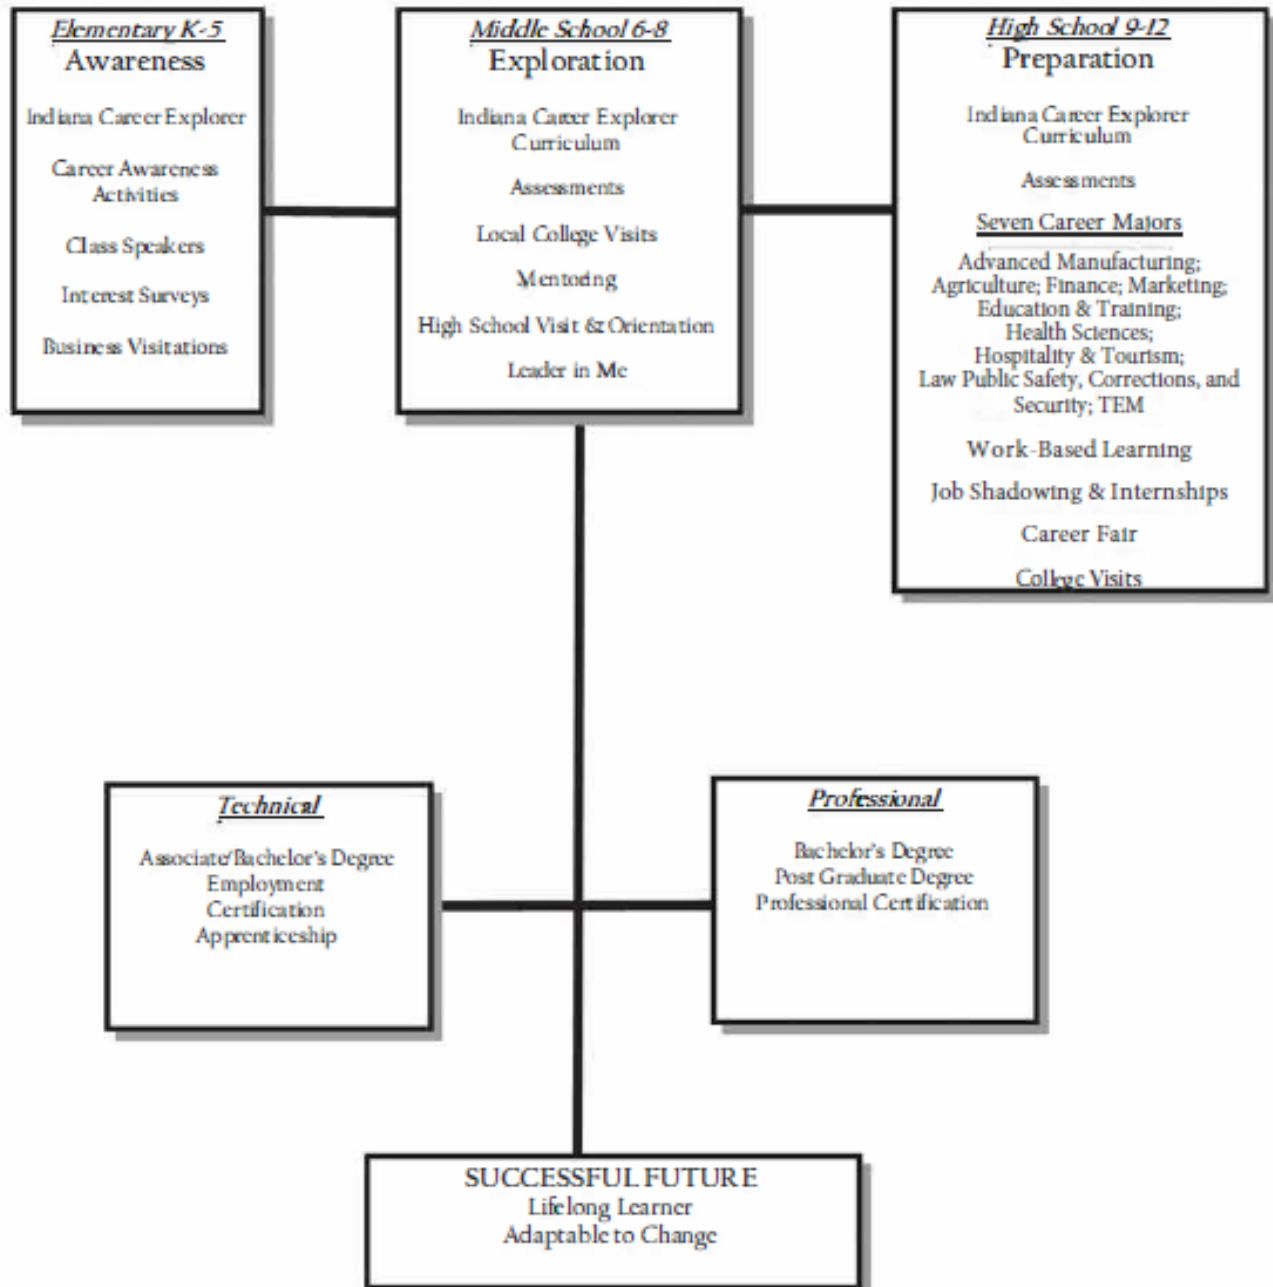 Elementary K-5
Awareness
Indiana Career Explorer
Career Awareness
Activities
Class Speakers
Interest Surveys
Business Visitations
Middle School 6-8
Exploration
Indiana Career Explorer
Curriculum
Assessments
Local College Visits
Mentoring
High School Visit & Orientation
Leader in Me
High School 9-12
Preparation
Indiana Career Explorer
Curriculum
Assessments
Seven Career Majors
Advanced Manufacturing;
Agriculture; Finance; Marketing;
Education & Training;
Health Sciences;
Hospitality & Tourism;
Law Public Safety, Corrections, and
Security; TEM
Work-Based Learning
Job Shadowing & Internships
Career Fair
College Visits
Technical
Associate/Bachelor's Degree
Employment
Certification
Apprenticeship
Professional
Bachelor's Degree
Post Graduate Degree
Professional Certification
SUCCESSFUL FUTURE
Lifelong Learner
Adaptable to Change